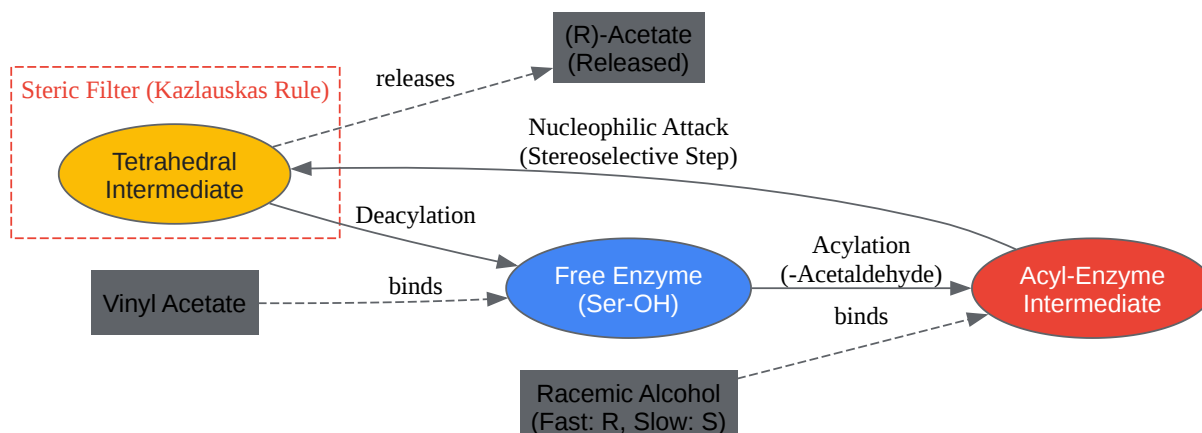 (R)-Acetate
(Released)
releases
Steric Filter (Kazlauskas Rule)
Nucleophilic Attack
(Stereoselective Step)
Tetrahedral
Intermediate
Deacylation
Acylation
(-Acetaldehyde)
Free Enzyme
(Ser-OH)
Acyl-Enzyme
Intermediate
Vinyl Acetate
binds
binds
Racemic Alcohol
(Fast: R, Slow: S)